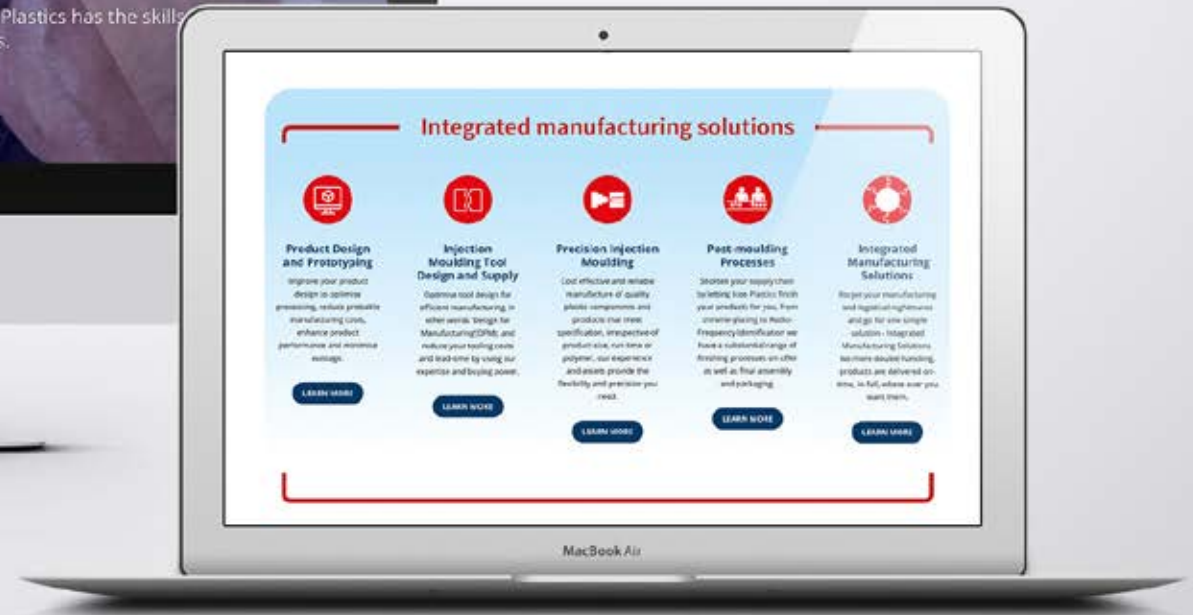 Plastics has the skills
s.
Integrated manufacturing solutions
Product Design
and Prototyping
Improve your product
design to optimise
processing, reduce probable
manufacturing costs,
enhance product
performance and minimise
wastage.
LEARN MORE
Injection
Moulding Tool
Design and Supply
Optimise tool design for
efficient manufacturing, in
other words 'Design for
Manufacturing'(DFM); and
reduce your tooling costs
and lead-time by using our
expertise and buying power.
LEARN MORE
Precision Injection
Moulding
Cost effective and reliable
manufacture of quality
plastic components and
products that meet
specification, irrespective of
product size, run time or
polymer, our experience
and assets provide the
flexibility and precision you
need.
LEARN MORE
Post-moulding
Processes
Shorten your supply chain
by letting Plastics finish
your products for you. From
chrome-plating to Radio-
Frequency Identification we
have a substantial range of
finishing processes on offer
as well as final assembly
and packaging.
LEARN MORE
Integrated
Manufacturing
Solutions
Forget your manufacturing
and logistical nightmares
and go for one simple
solution - Integrated
Manufacturing Solutions.
No more double handling,
products are delivered on-
time, in full, where ever you
want them.
LEARN MORE
MacBook Air